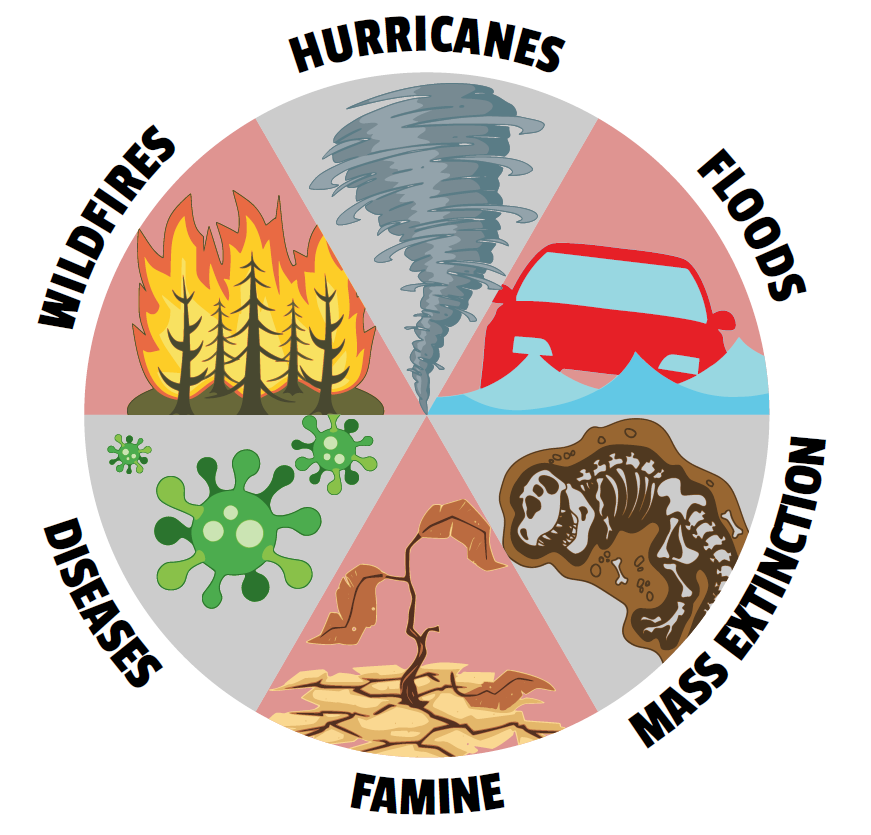 HURRICANES
FLOODS
MASS EXTINCTION
FAMINE
DISEASES
WILDFIRES